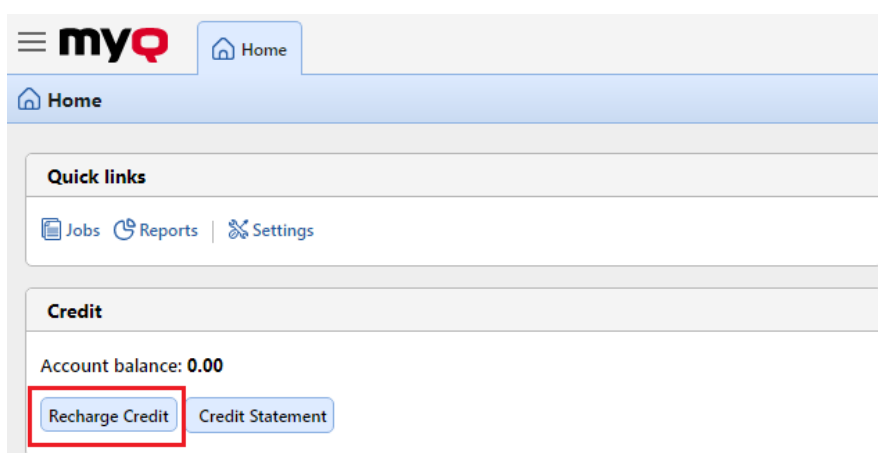 myQ Home
Home
Quick links
Jobs Reports | Settings
Credit
Account balance: 0.00
Recharge Credit Credit Statement